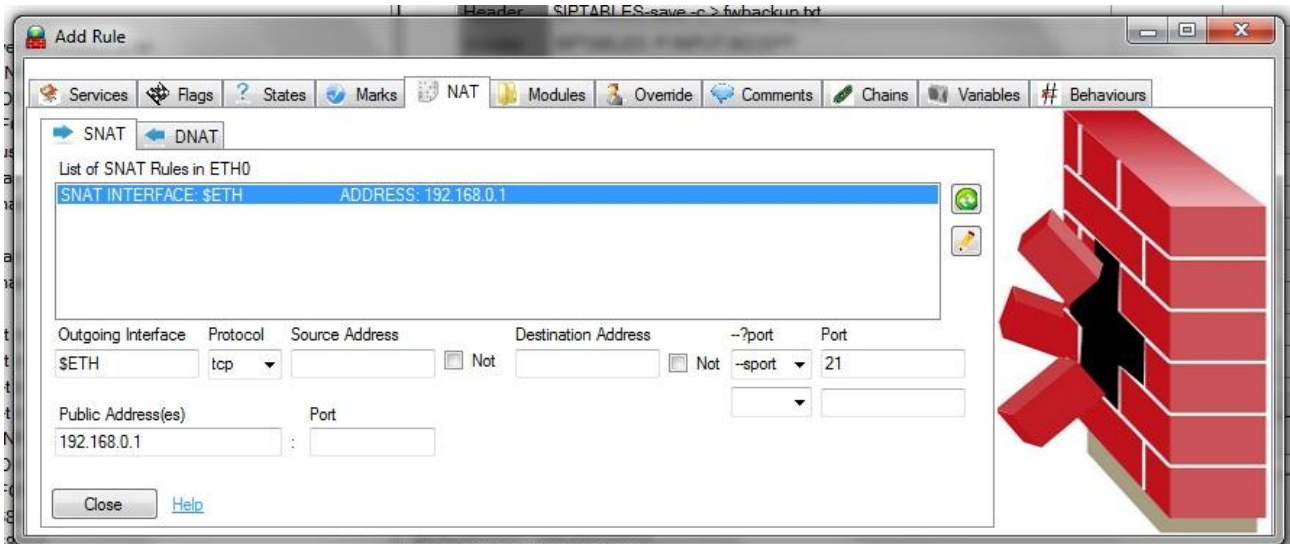 Header $IPTABLES-save -c > fwbackup.txt
Add Rule
Services Flags ? States Marks NAT Modules Override Comments Chains Variables # Behaviours
SNAT DNAT
List of SNAT Rules in ETH0
SNAT INTERFACE: $ETH ADDRESS: 192.168.0.1
Outgoing Interface Protocol Source Address Destination Address --?port Port
$ETH tcp Not Not --sport 21
Public Address(es) Port
192.168.0.1 :
Close Help